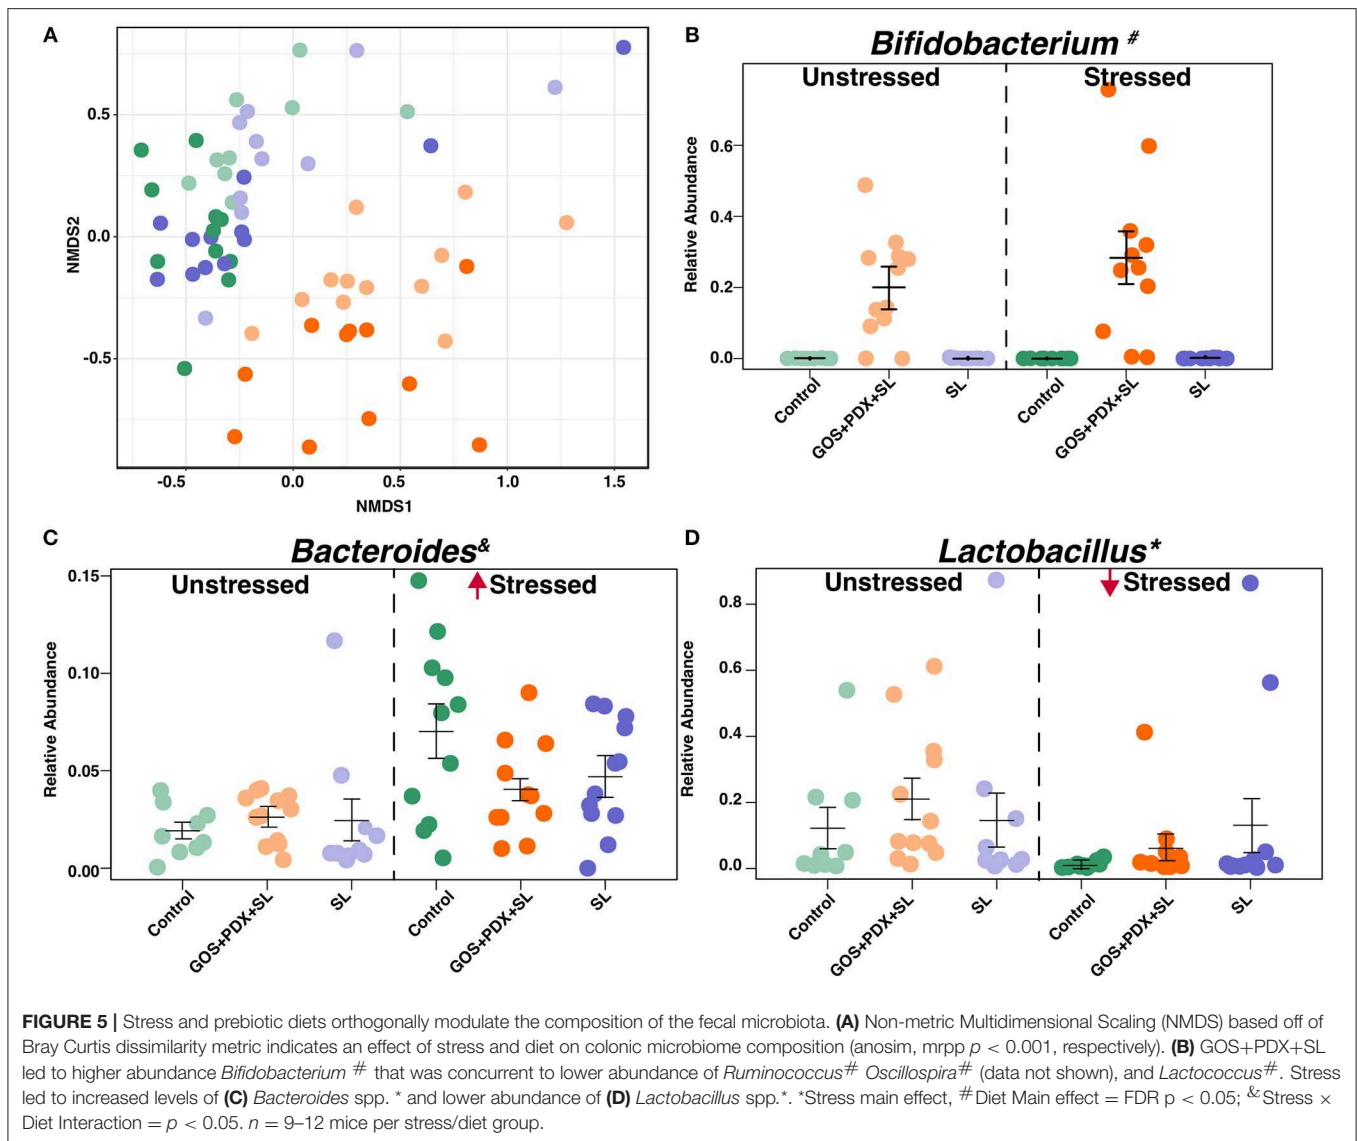 A
0.5
0.0
-0.5
NMDS2
-0.5 0.0 0.5 1.0 1.5
NMDS1
B
Bifidobacterium #
Unstressed Stressed
0.6
0.4
0.2
0.0
Relative Abundance
Control GOS+PDX+SL SL Control GOS+PDX+SL SL
C
Bacteroides&
Unstressed Stressed
0.15
0.10
0.05
0.00
Relative Abundance
Control GOS+PDX+SL SL Control GOS+PDX+SL SL
D
Lactobacillus*
Unstressed Stressed
0.8
0.6
0.4
0.2
0.0
Relative Abundance
Control GOS+PDX+SL SL Control GOS+PDX+SL SL
FIGURE 5 | Stress and prebiotic diets orthogonally modulate the composition of the fecal microbiota. (A) Non-metric Multidimensional Scaling (NMDS) based off of
Bray Curtis dissimilarity metric indicates an effect of stress and diet on colonic microbiome composition (anosim, mrpp p < 0.001, respectively). (B) GOS+PDX+SL
led to higher abundance Bifidobacterium # that was concurrent to lower abundance of Ruminococcus# Oscillospira# (data not shown), and Lactococcus#. Stress
led to increased levels of (C) Bacteroides spp. * and lower abundance of (D) Lactobacillus spp.*. *Stress main effect, #Diet Main effect = FDR p < 0.05; &Stress ×
Diet Interaction = p < 0.05. n = 9–12 mice per stress/diet group.